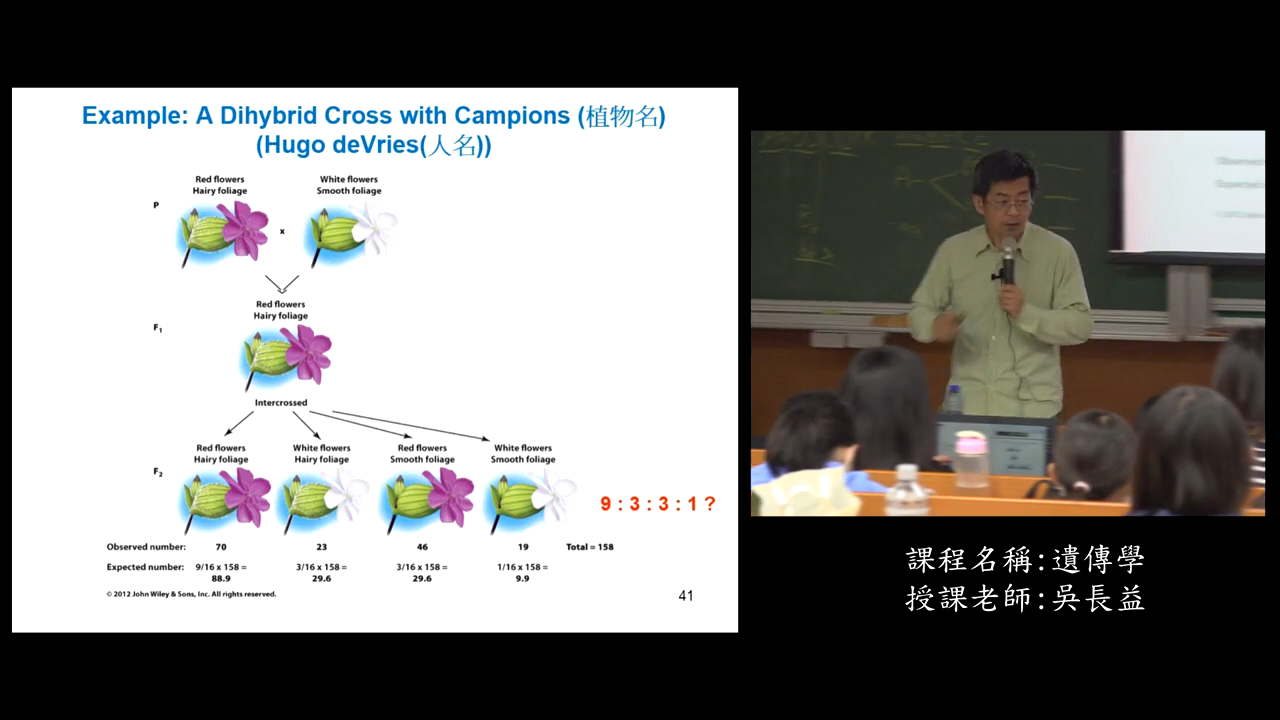 Example: A Dihybrid Cross with Campions (植物名)
(Hugo deVries(人名))
Red flowers
Hairy foliage
White flowers
Smooth foliage
P
x
Red flowers
Hairy foliage
F1
Intercrossed
Red flowers
Hairy foliage
White flowers
Hairy foliage
Red flowers
Smooth foliage
White flowers
Smooth foliage
F2
9 : 3 : 3 : 1 ?
Observed number: 70 23 46 19 Total = 158
Expected number: 9/16 x 158 = 3/16 x 158 = 3/16 x 158 = 1/16 x 158 =
88.9 29.6 29.6 9.9
© 2012 John Wiley & Sons, Inc. All rights reserved.
41
課程名稱:遺傳學
授課老師:吳長益